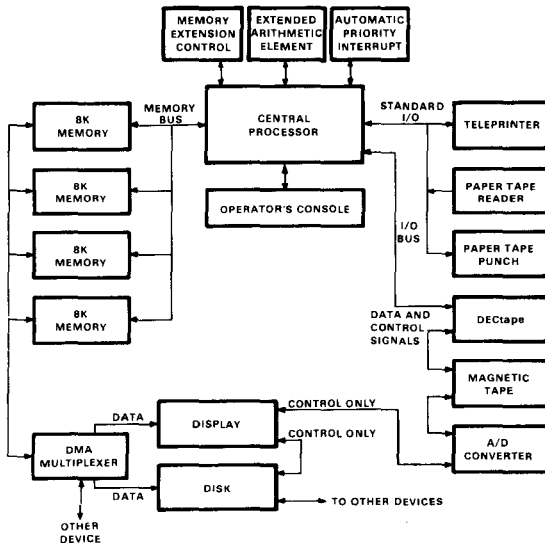 MEMORY
EXTENSION
CONTROL
EXTENDED
ARITHMETIC
ELEMENT
AUTOMATIC
PRIORITY
INTERRUPT
8K
MEMORY
MEMORY
BUS
CENTRAL
PROCESSOR
STANDARD
I/O
TELEPRINTER
8K
MEMORY
OPERATOR'S CONSOLE
PAPER TAPE
READER
8K
MEMORY
I/O
BUS
PAPER TAPE
PUNCH
8K
MEMORY
DATA AND
CONTROL
SIGNALS
DECtape
MAGNETIC
TAPE
DMA
MULTIPLEXER
DATA
DISPLAY
CONTROL ONLY
CONTROL ONLY
A/D
CONVERTER
DATA
DISK
TO OTHER DEVICES
OTHER
DEVICE